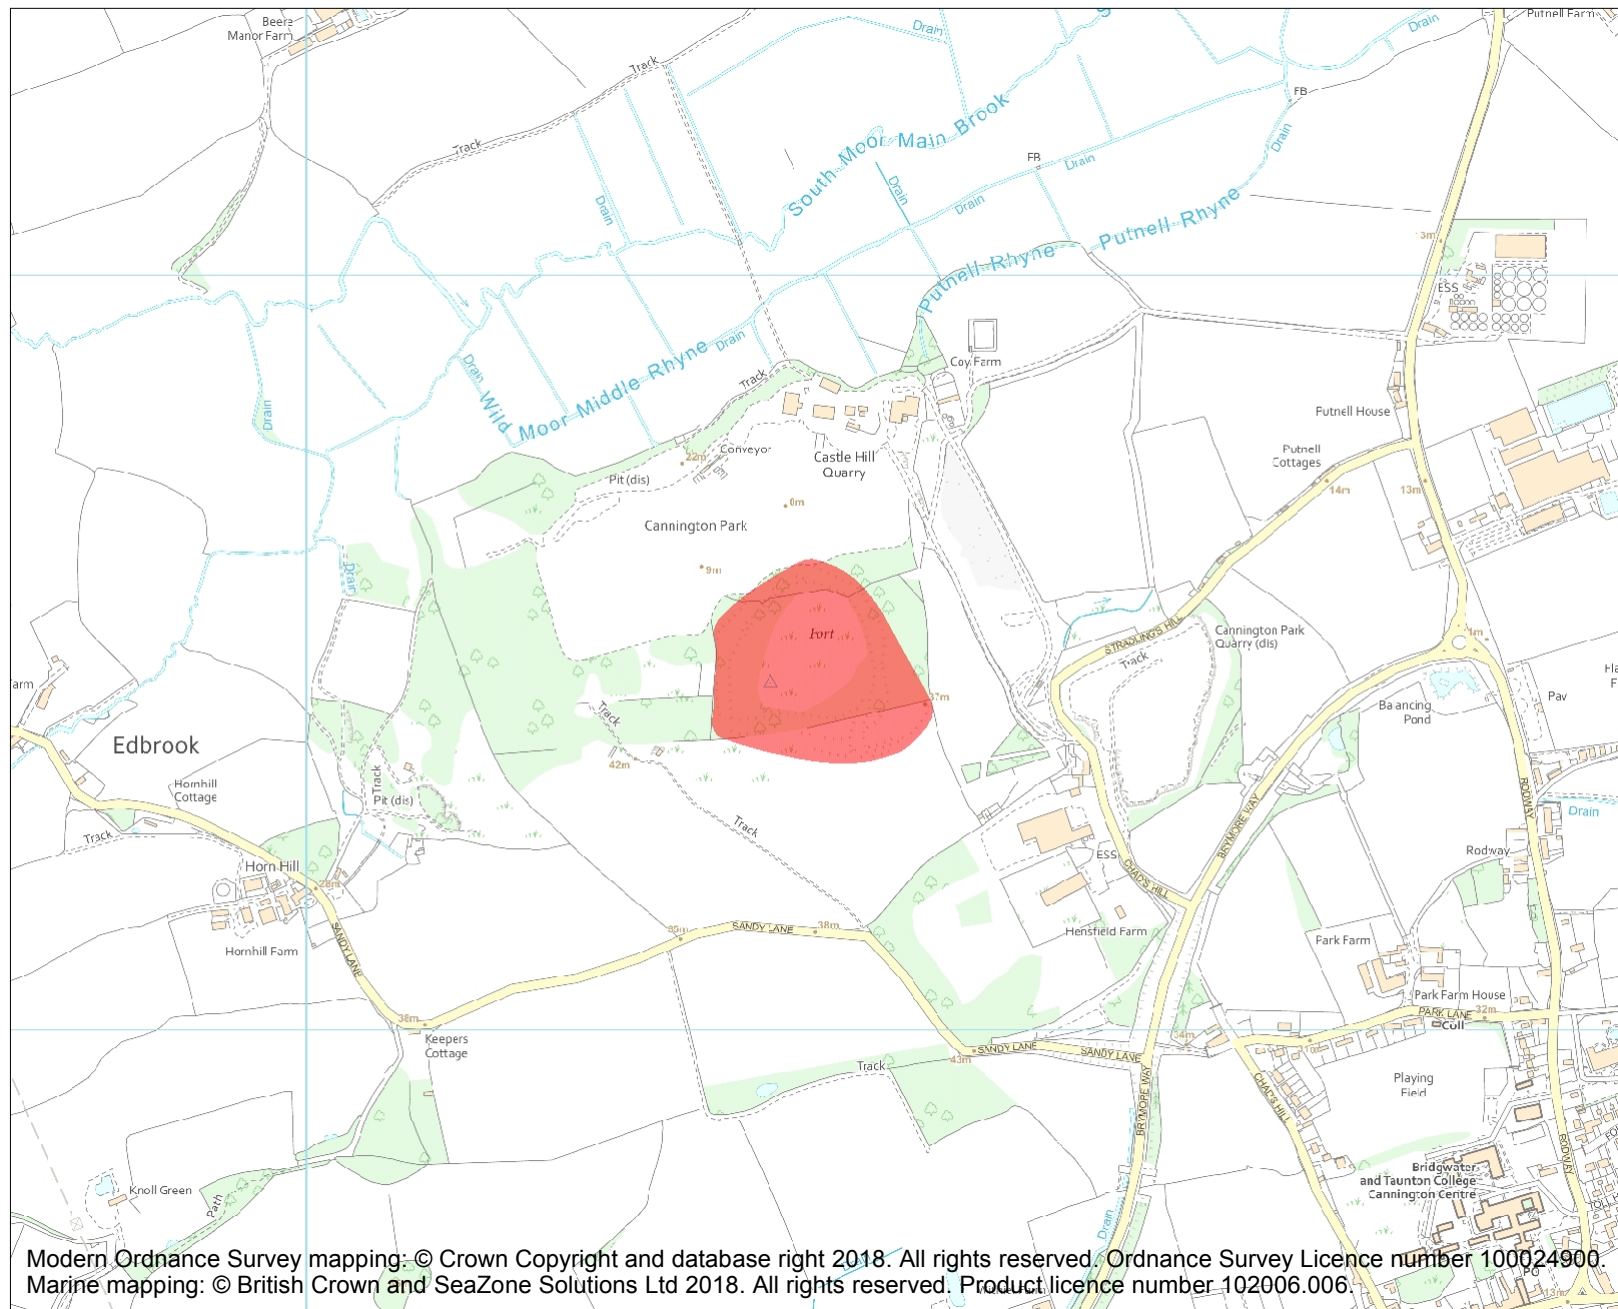 Beere
Manor Farm
Track
Drain
Drain
Putnell Farm
Track
South Moor Main Brook
FB
FB
Drain
Drain
Drain
Drain
Drain
Putnell Rhyne
Putnell Rhyne
3m
ESS
Drain
Wild Moor Middle Rhyne
Drain
Drain
Track
Coy Farm
Putnell House
Conveyor
22m
Castle Hill
Quarry
Pit (dis)
Putnell
Cottages
14m
13m
0m
Cannington Park
9m
Drain
Fort
STRADLING'S HILL
Cannington Park
Quarry (dis)
Track
37m
Pav
Balancing
Pond
Track
Edbrook
42m
Hornhill
Cottage
Track
Pit (dis)
Track
Track
RODWAY
Drain
BRYMORE WAY
Rodway
ESS
CHAD'S HILL
Horn Hill
28m
Hornhill Farm
SANDY LANE
SANDY LANE
38m
Hensfield Farm
Park Farm
Park Farm House
32m
PARK LANE
Coll
38m
Keepers
Cottage
43m
SANDY LANE
SANDY LANE
34m
Track
BRYMORE WAY
CHAD'S HILL
Playing
Field
RODWAY
Bridgwater
and Taunton College
Cannington Centre
Knoll Green
Path
Drain
PO
13m
Modern Ordnance Survey mapping: © Crown Copyright and database right 2018. All rights reserved. Ordnance Survey Licence number 100024900.
Marine mapping: © British Crown and SeaZone Solutions Ltd 2018. All rights reserved. Product licence number 102006.006.